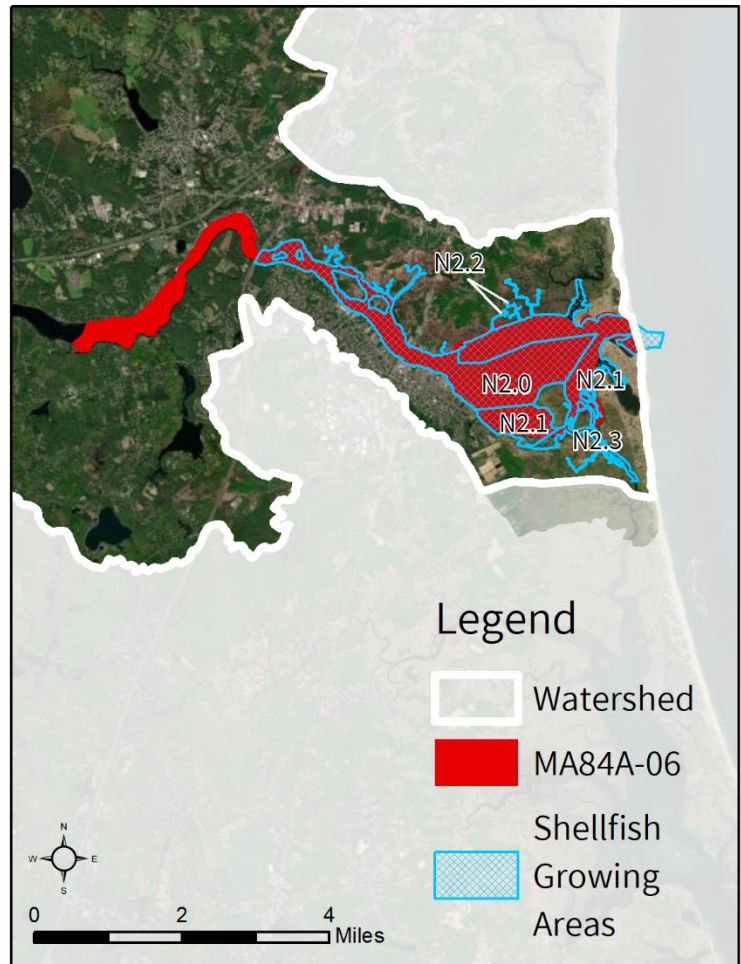 N2.2
N2.0
N2.1
N2.1
N2.3
Legend
Watershed
MA84A-06
Shellfish
Growing
Areas
N
W E
S
0 2 4
Miles